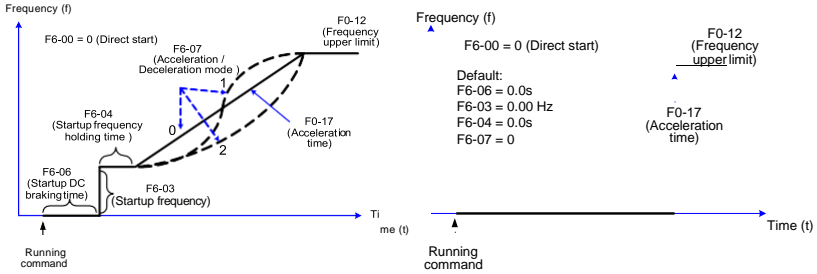 Frequency (f)
F6-00 = 0 (Direct start)
F6-07
(Acceleration /
Deceleration mode )
F0-12
(Frequency
upper limit)
1
0
2
F6-04
(Startup frequency
holding time )
F0-17
(Acceleration
time)
F6-06
(Startup DC
braking time)
F6-03
(Startup frequency)
Ti
me (t)
Running
command
Frequency (f)
F6-00 = 0 (Direct start)
F0-12
(Frequency
upper limit)
Default:
F6-06 = 0.0s
F6-03 = 0.00 Hz
F6-04 = 0.0s
F6-07 = 0
F0-17
(Acceleration
time)
Time (t)
Running
command